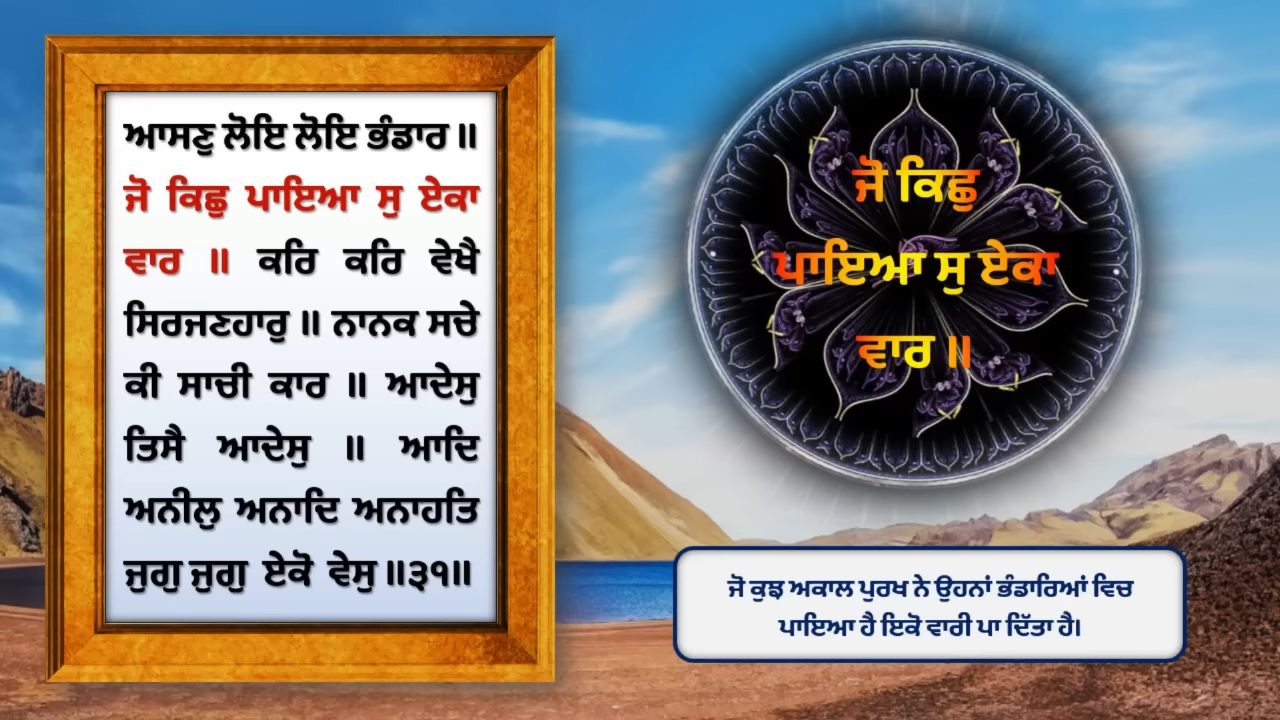 ਆਸਣੁ ਲੋਇ ਲੋਇ ਭੰਡਾਰ ॥
ਜੋ ਕਿਛੁ ਪਾਇਆ ਸੁ ਏਕਾ
ਵਾਰ ॥ ਕਰਿ ਕਰਿ ਵੇਖੈ
ਸਿਰਜਣਹਾਰੁ ॥ ਨਾਨਕ ਸਚੇ
ਕੀ ਸਾਚੀ ਕਾਰ ॥ ਆਦੇਸੁ
ਤਿਸੈ ਆਦੇਸੁ ॥ ਆਦਿ
ਅਨੀਲੁ ਅਨਾਦਿ ਅਨਾਹਤਿ
ਜੁਗੁ ਜੁਗੁ ਏਕੋ ਵੇਸੁ ॥੩੧॥
ਜੋ ਕਿਛੁ
ਪਾਇਆ ਸੁ ਏਕਾ
ਵਾਰ ॥
ਜੋ ਕੁਝ ਅਕਾਲ ਪੁਰਖ ਨੇ ਉਹਨਾਂ ਭੰਡਾਰਿਆਂ ਵਿਚ
ਪਾਇਆ ਹੈ ਇਕੋ ਵਾਰੀ ਪਾ ਦਿੱਤਾ ਹੈ।